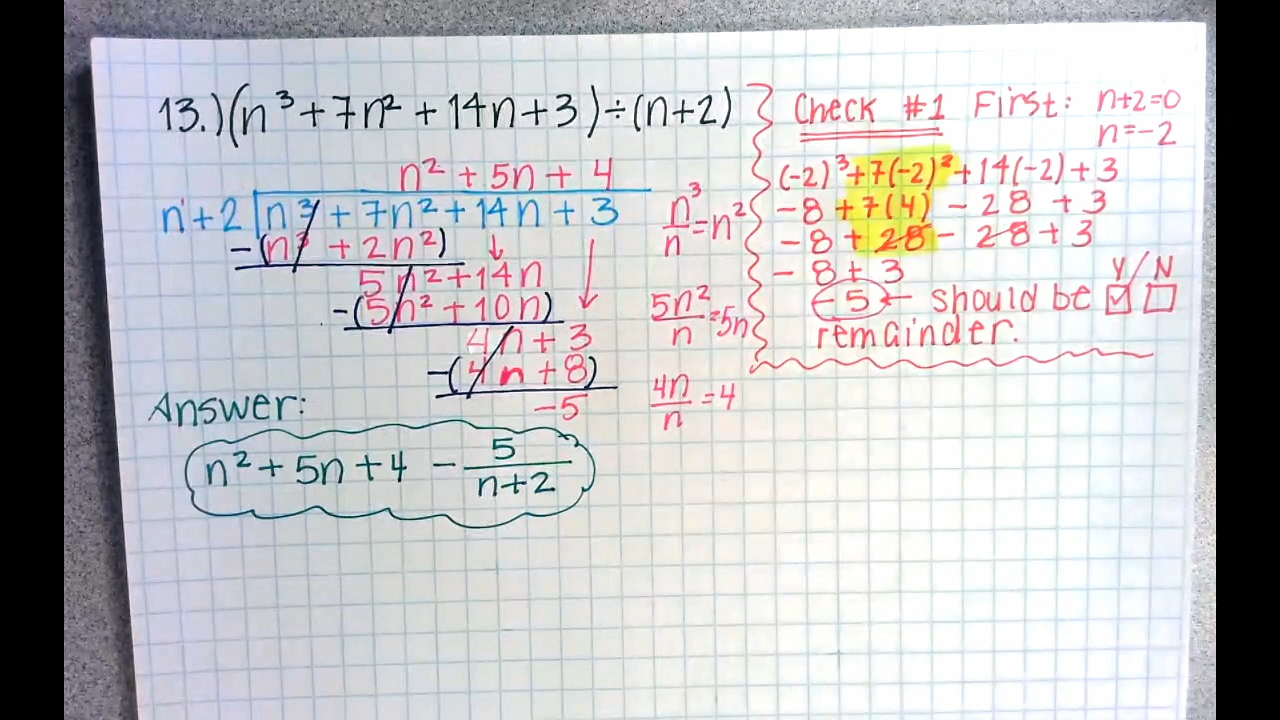 13.) (n³ + 7n² + 14n + 3) ÷ (n+2)
n² + 5n + 4
n + 2 n³ + 7n² + 14n + 3
-(n³ + 2n²)
5n² + 14n
-(5n² + 10n)
4n + 3
-(4n + 8)
-5
n³/n = n²
5n²/n = 5n
4n/n = 4
Answer:
n² + 5n + 4 - 5/(n+2)
Check #1 First: n+2=0
n=-2
(-2)³ + 7(-2)² + 14(-2) + 3
-8 + 7(4) - 28 + 3
-8 + 28 - 28 + 3
-8 + 3
Y/N
-5 ← should be ☑ ☐
remainder.